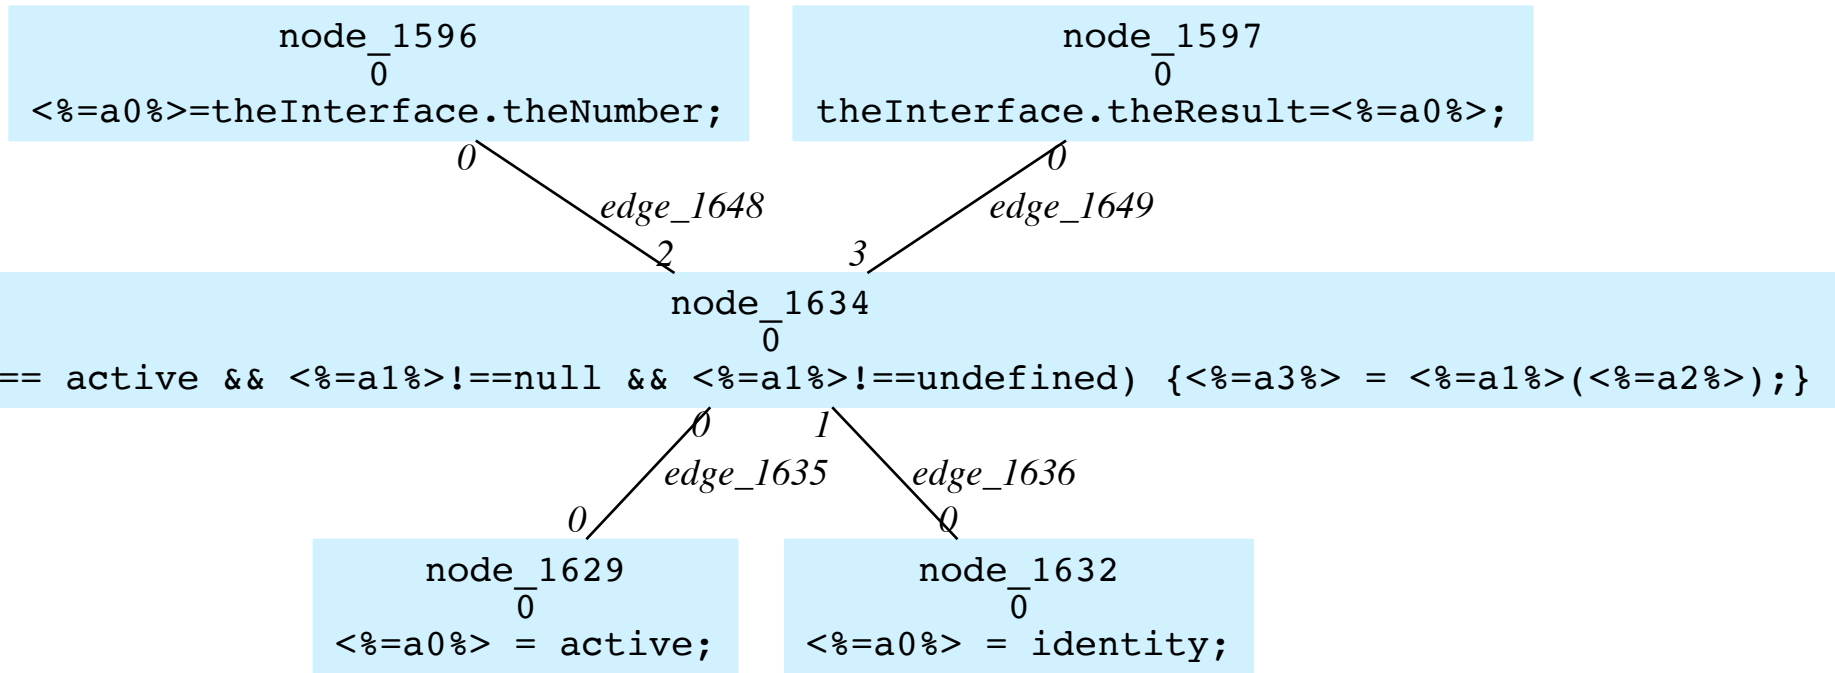 node_1596
0
<%=a0%>=theInterface.theNumber;
node_1597
0
theInterface.theResult=<%=a0%>;
0
0
edge_1648
edge_1649
2
3
node_1634
0
== active && <%=a1%>!==null && <%=a1%>!==undefined) {<%=a3%> = <%=a1%>(<%=a2%>);}
0
1
edge_1635
edge_1636
0
0
node_1629
0
<%=a0%> = active;
node_1632
0
<%=a0%> = identity;